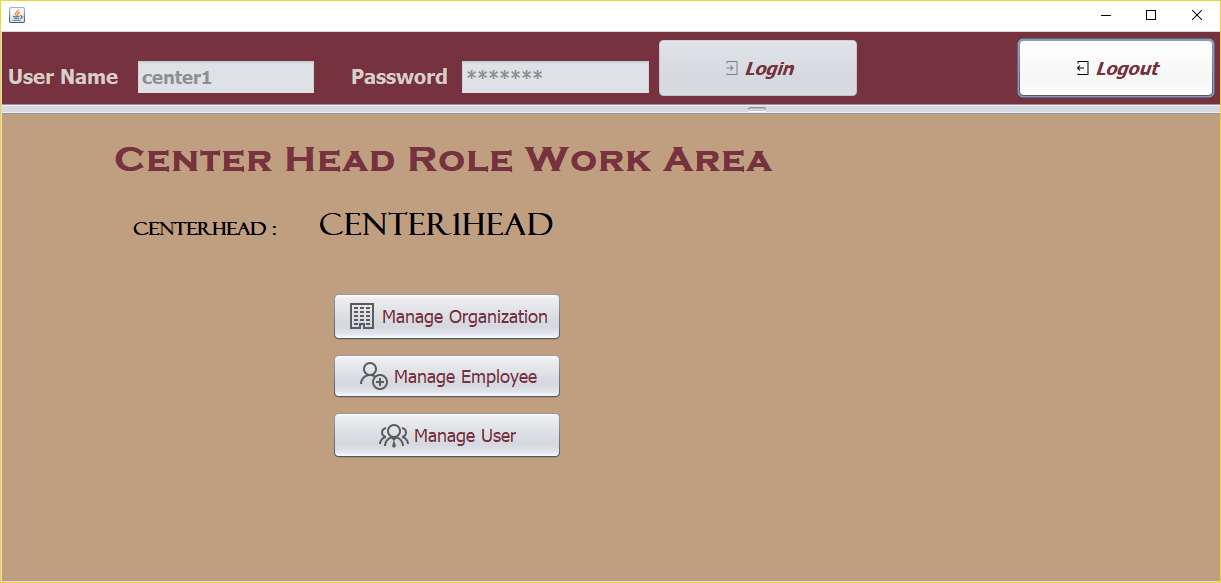 User Name center1 Password ******* Login Logout
Center Head Role Work Area
CENTERHEAD : CENTER1HEAD
Manage Organization
Manage Employee
Manage User